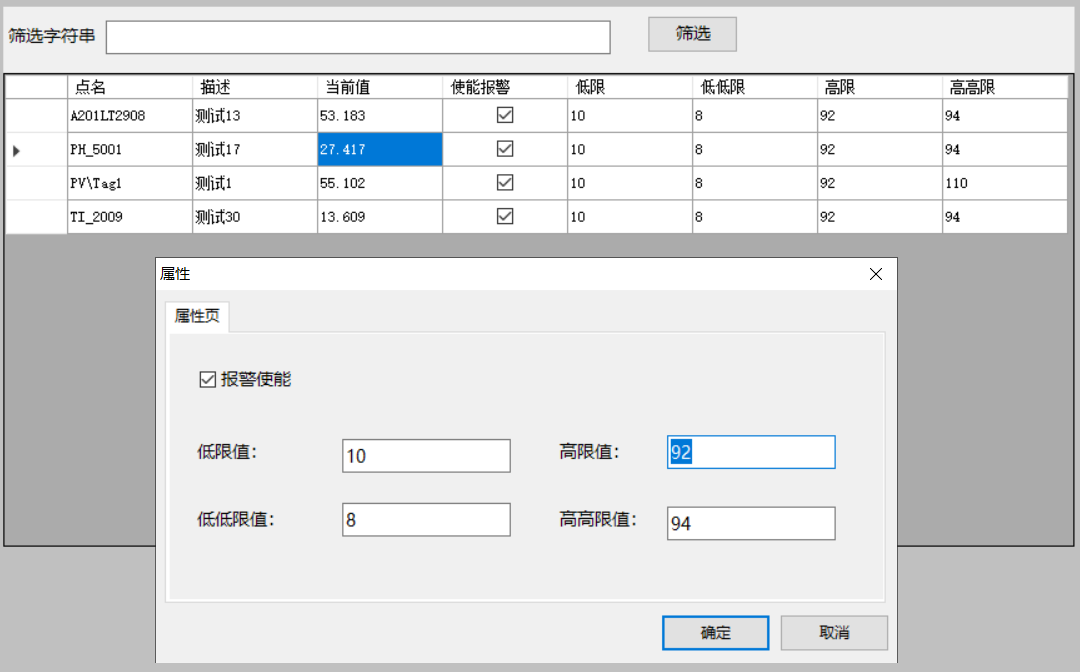 筛选字符串 筛选
点名 描述 当前值 使能报警 低限 低低限 高限 高高限
A201LT2908 测试13 53.183 10 8 92 94
PH_5001 测试17 27.417 10 8 92 94
PV\Tag1 测试1 55.102 10 8 92 110
TI_2009 测试30 13.609 10 8 92 94
属性
属性页
报警使能
低限值: 10 高限值: 92
低低限值: 8 高高限值: 94
确定 取消